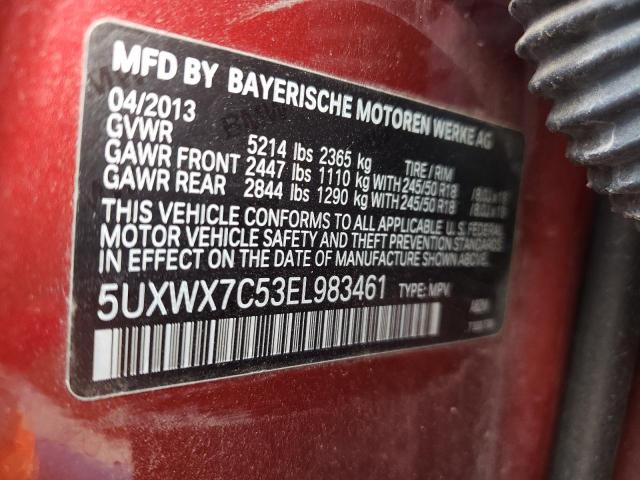 MFD BY BAYERISCHE MOTOREN WERKE AG
04/2013
GVWR 5214 lbs 2365 kg TIRE / RIM
GAWR FRONT 2447 lbs 1110 kg WITH 245/50 R18
GAWR REAR 2844 lbs 1290 kg WITH 245/50 R18
THIS VEHICLE CONFORMS TO ALL APPLICABLE U. S. FEDERAL
MOTOR VEHICLE SAFETY AND THEFT PREVENTION STANDARDS
IN EFFECT ON THE DATE OF MANUFACTURE SHOWN ABOVE.
5UXWX7C53EL983461 TYPE: MPV